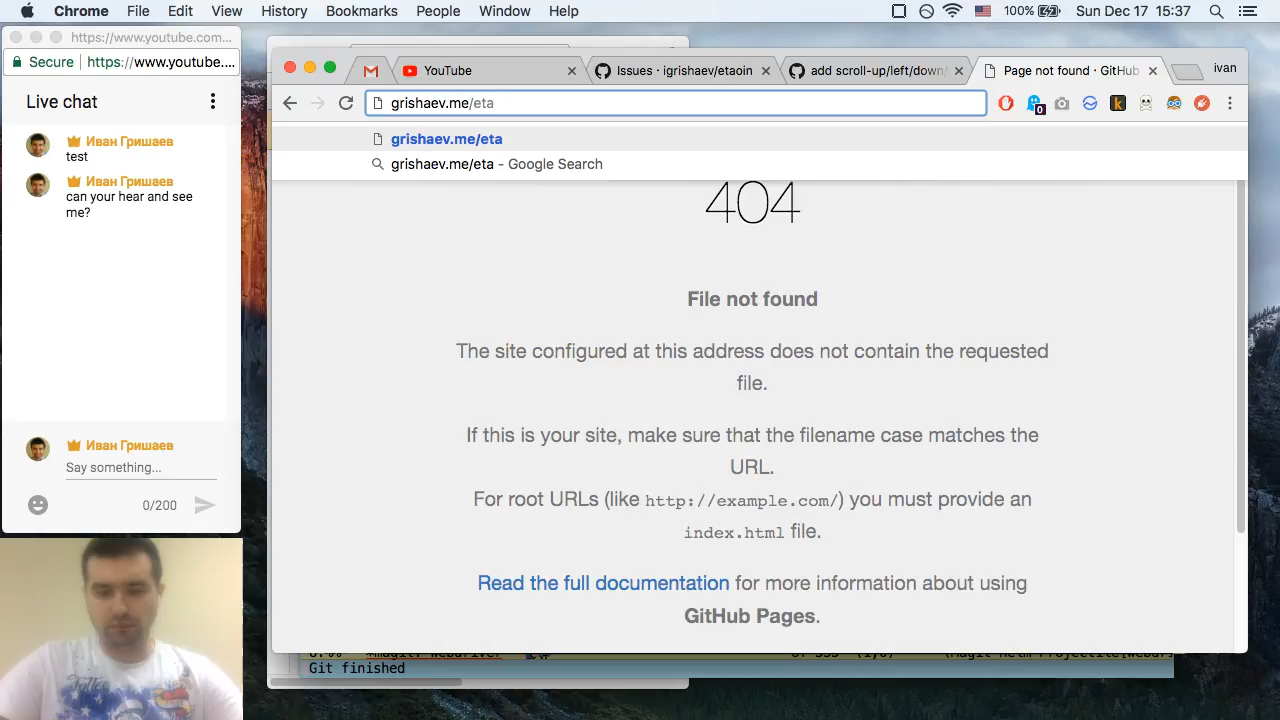 Chrome File Edit View History Bookmarks People Window Help
100% Sun Dec 17 15:37
https://www.youtube.com...
Secure https://www.youtube....
Live chat
Иван Гришаев
test
Иван Гришаев
can your hear and see
me?
Иван Гришаев
Say something...
0/200
YouTube
Issues · igrishaev/etaoin
add scroll-up/left/down/
Page not found · GitHub
ivan
grishaev.me/eta
0
grishaev.me/eta
grishaev.me/eta - Google Search
404
File not found
The site configured at this address does not contain the requested
file.
If this is your site, make sure that the filename case matches the
URL.
For root URLs (like http://example.com/) you must provide an
index.html file.
Read the full documentation for more information about using
GitHub Pages.
Git finished